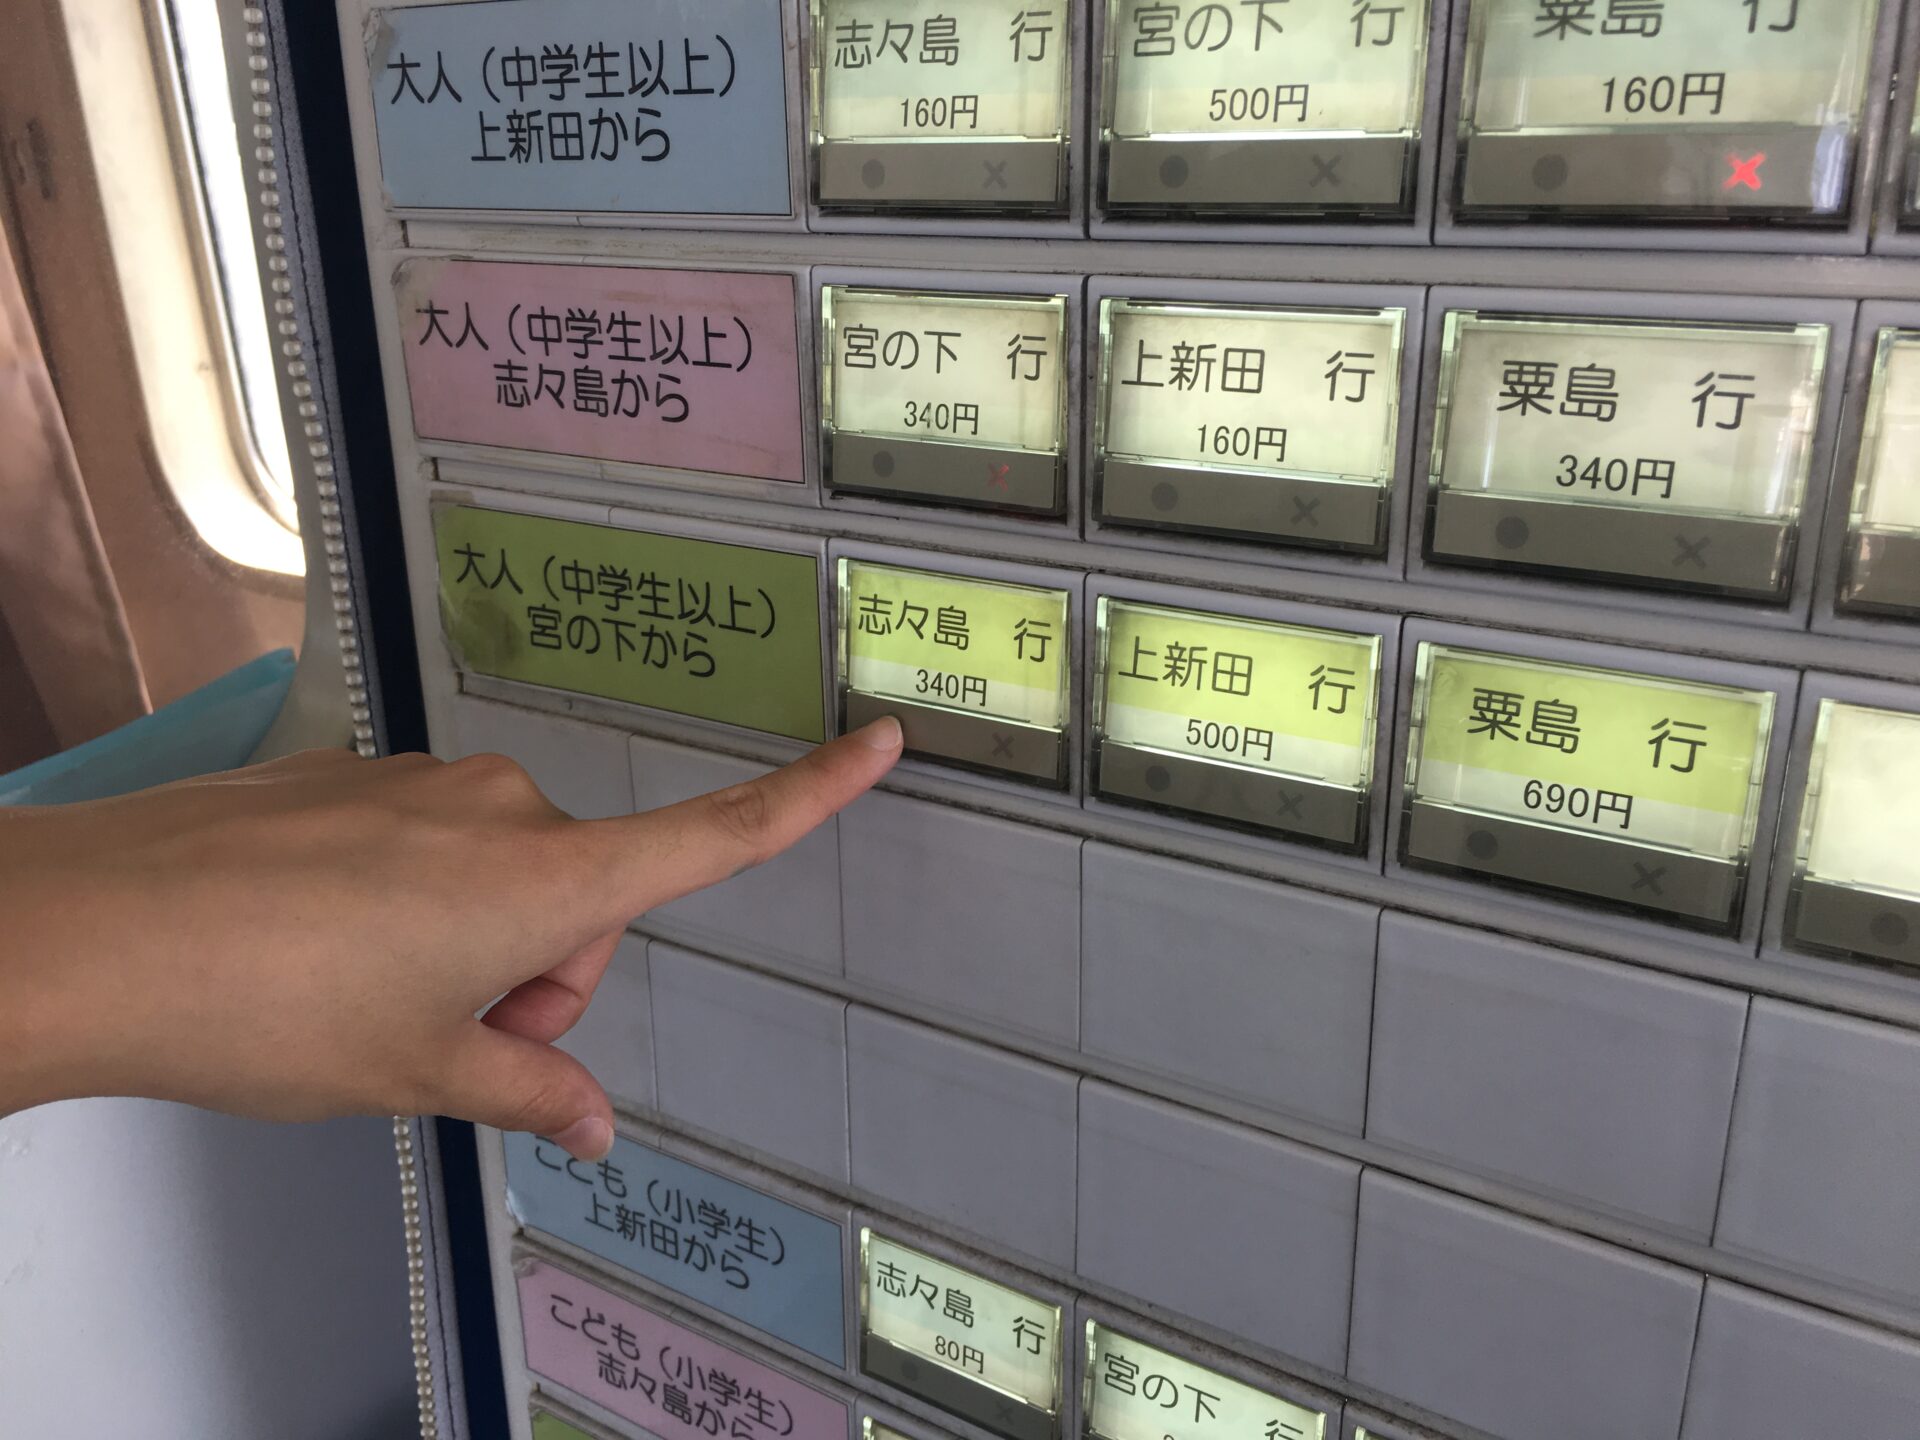 大人（中学生以上）
上新田から
志々島　行
160円
宮の下　行
500円
粟島　行
160円
大人（中学生以上）
志々島から
宮の下　行
340円
上新田　行
160円
粟島　行
340円
大人（中学生以上）
宮の下から
志々島　行
340円
上新田　行
500円
粟島　行
690円
こども（小学生）
上新田から
志々島　行
80円
宮の下　行
こども（小学生）
志々島から